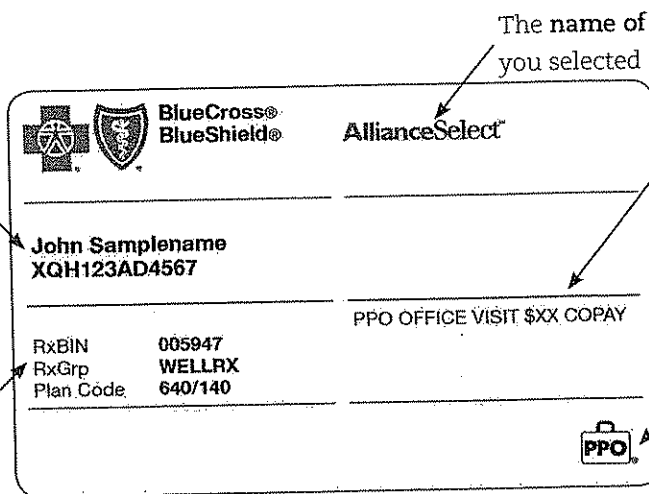 The name of
you selected
BlueCross®
BlueShield®
AllianceSelect℠
John Samplename
XQH123AD4567
PPO OFFICE VISIT $XX COPAY
RxBIN 005947
RxGrp WELLRX
Plan Code 640/140
PPO®